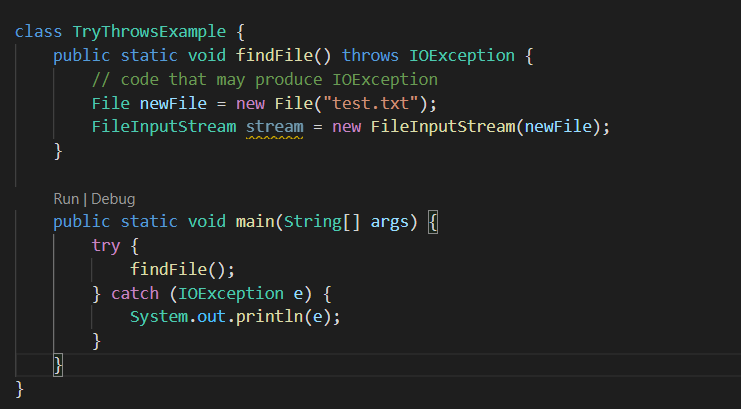 class TryThrowsExample {
    public static void findFile() throws IOException {
        // code that may produce IOException
        File newFile = new File("test.txt");
        FileInputStream stream = new FileInputStream(newFile);
    }
    Run | Debug
    public static void main(String[] args) {
        try {
            findFile();
        } catch (IOException e) {
            System.out.println(e);
        }
    }
}